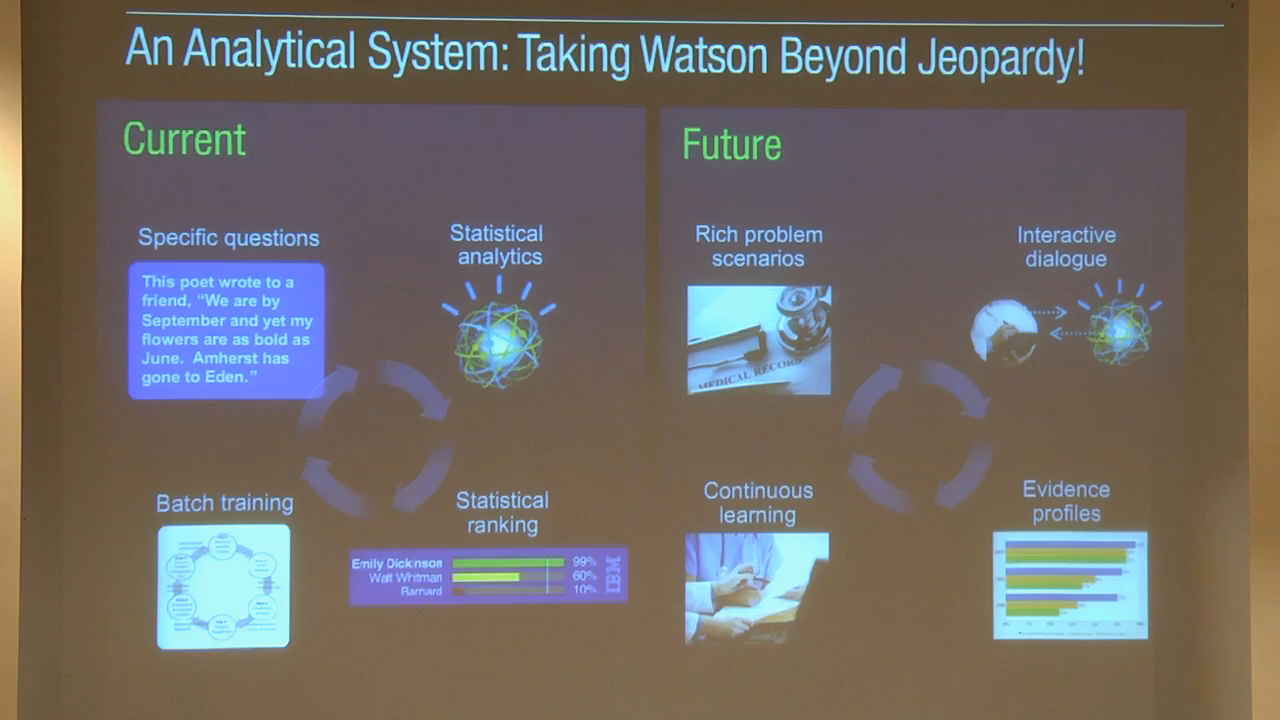 An Analytical System: Taking Watson Beyond Jeopardy!
Current
Specific questions
This poet wrote to a
friend, “We are by
September and yet my
flowers are as bold as
June. Amherst has
gone to Eden.”
Statistical
analytics
Batch training
Statistical
ranking
Emily Dickinson 99%
Walt Whitman 60%
Barnard 10%
IBM
Future
Rich problem
scenarios
MEDICAL RECORD
Interactive
dialogue
Continuous
learning
Evidence
profiles